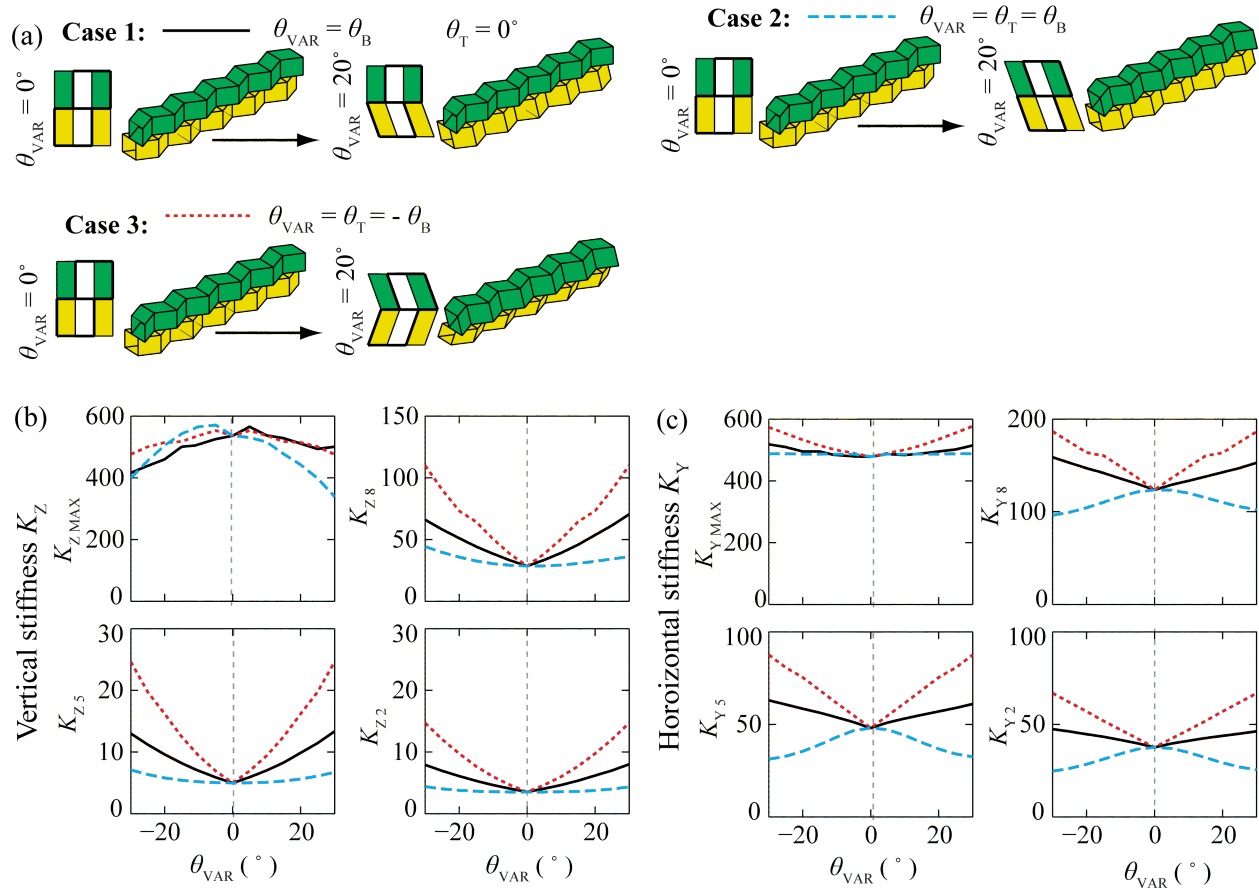 (a) Case 1: θVAR = θB θT = 0°
θVAR = 0°
θVAR = 20°
Case 2: θVAR = θT = θB
θVAR = 0°
θVAR = 20°
Case 3: θVAR = θT = - θB
θVAR = 0°
θVAR = 20°
(b)
Vertical stiffness KZ
KZ MAX
600
400
200
0
KZ 8
150
100
50
0
KZ 5
30
20
10
0
−20 0 20
θVAR (°)
KZ 2
30
20
10
0
−20 0 20
θVAR (°)
(c)
Horoizontal stiffness KY
KY MAX
600
400
200
0
KY 8
200
100
0
KY 5
100
50
0
−20 0 20
θVAR (°)
KY 2
100
50
0
−20 0 20
θVAR (°)